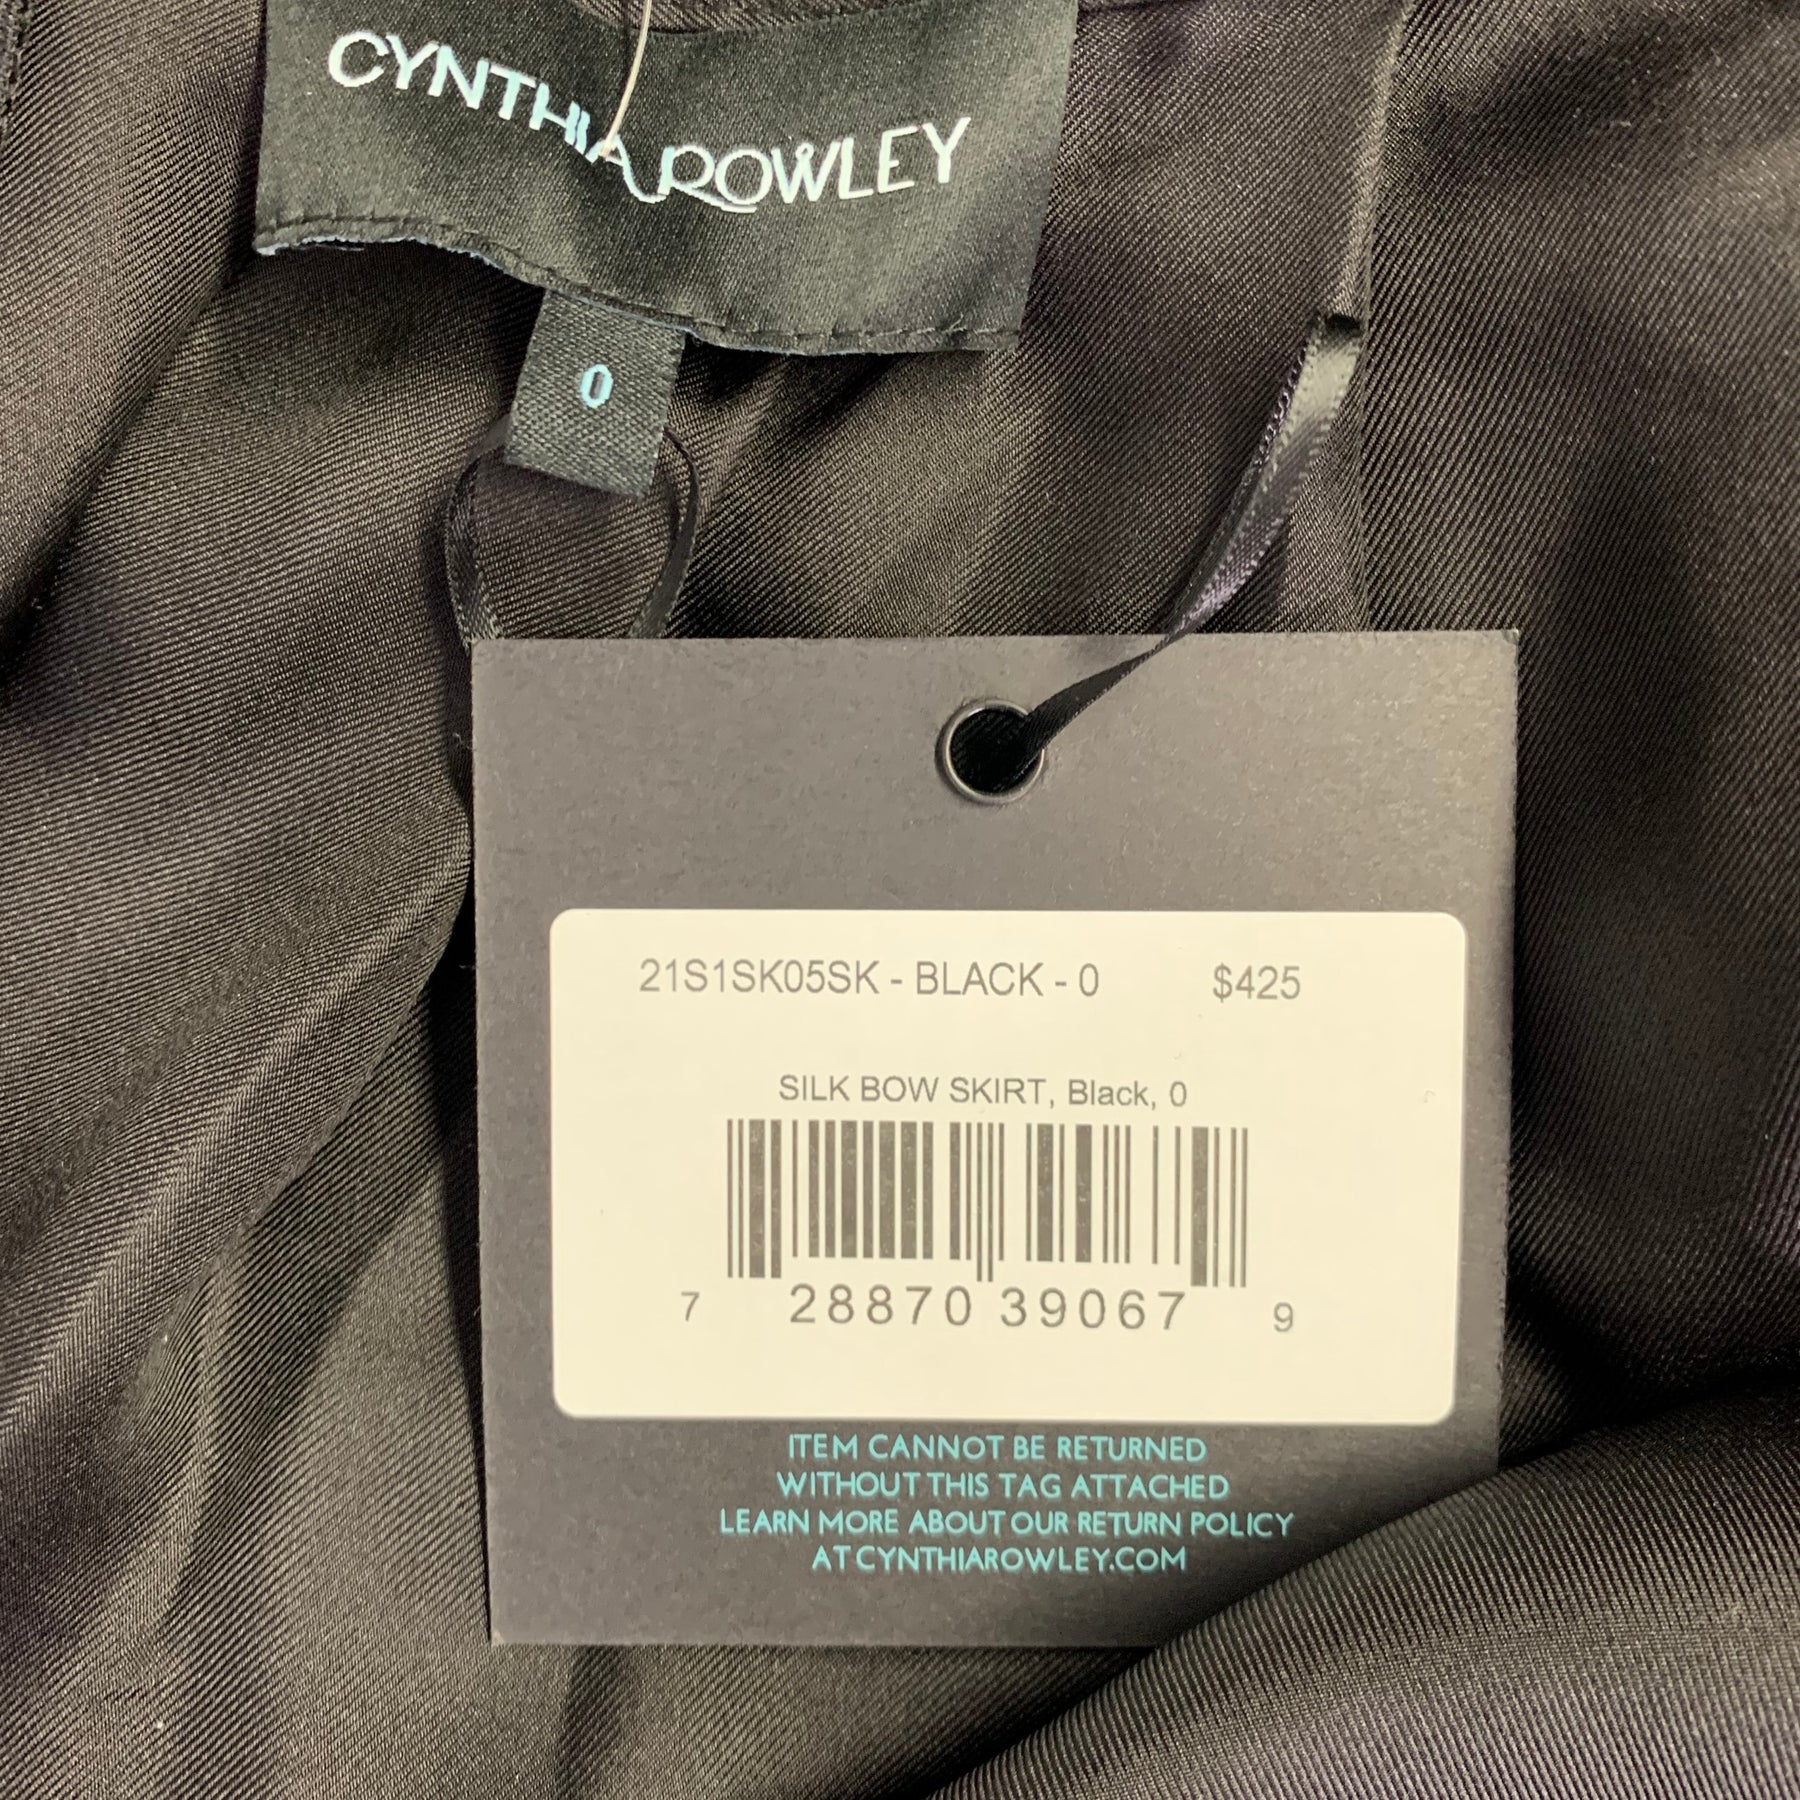 CYNTHIA ROWLEY
0
21S1SK05SK - BLACK - 0 $425
SILK BOW SKIRT, Black, 0
7 28870 39067 9
ITEM CANNOT BE RETURNED
WITHOUT THIS TAG ATTACHED
LEARN MORE ABOUT OUR RETURN POLICY
AT CYNTHIAROWLEY.COM